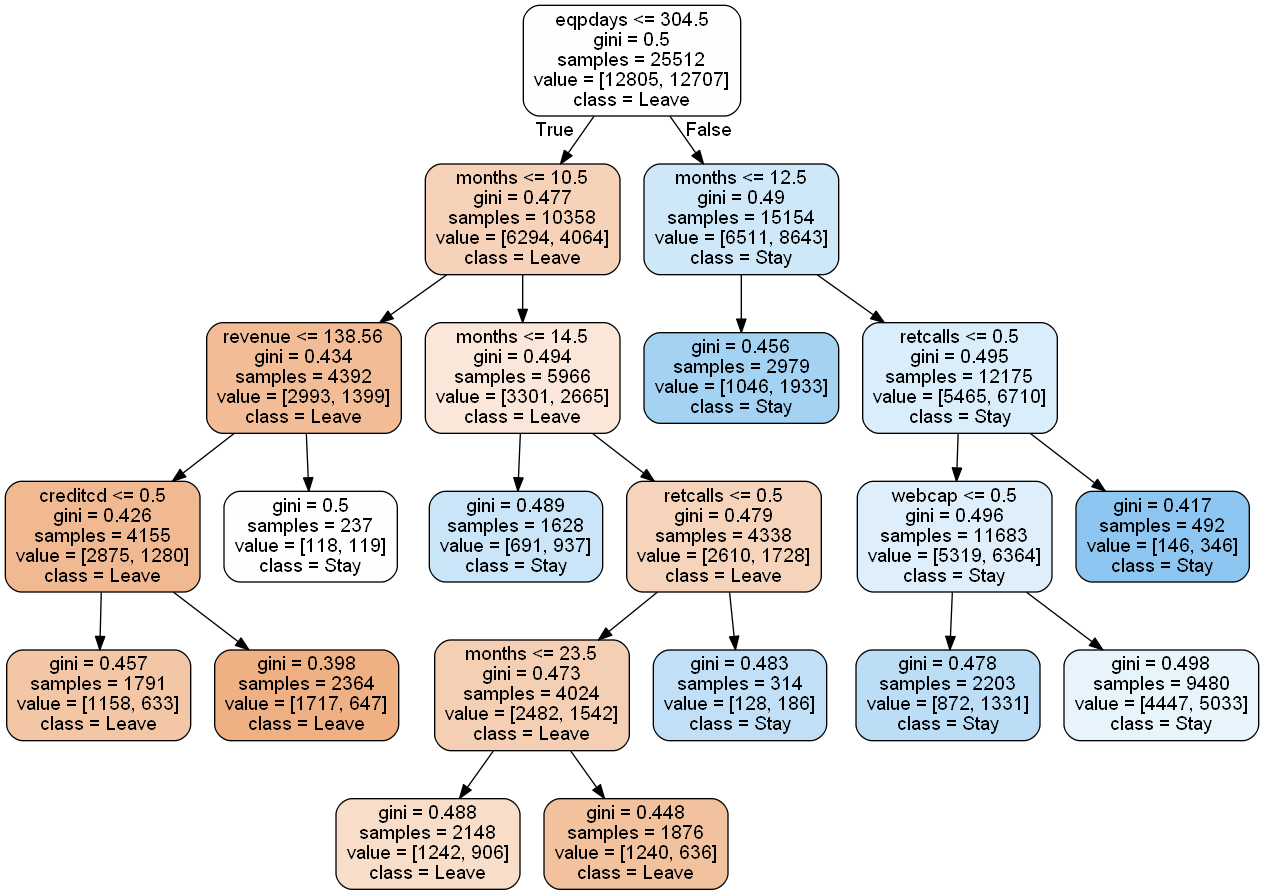 eqpdays <= 304.5
gini = 0.5
samples = 25512
value = [12805, 12707]
class = Leave
True
False
months <= 10.5
gini = 0.477
samples = 10358
value = [6294, 4064]
class = Leave
months <= 12.5
gini = 0.49
samples = 15154
value = [6511, 8643]
class = Stay
revenue <= 138.56
gini = 0.434
samples = 4392
value = [2993, 1399]
class = Leave
months <= 14.5
gini = 0.494
samples = 5966
value = [3301, 2665]
class = Leave
gini = 0.456
samples = 2979
value = [1046, 1933]
class = Stay
retcalls <= 0.5
gini = 0.495
samples = 12175
value = [5465, 6710]
class = Stay
creditcd <= 0.5
gini = 0.426
samples = 4155
value = [2875, 1280]
class = Leave
gini = 0.5
samples = 237
value = [118, 119]
class = Stay
gini = 0.489
samples = 1628
value = [691, 937]
class = Stay
retcalls <= 0.5
gini = 0.479
samples = 4338
value = [2610, 1728]
class = Leave
webcap <= 0.5
gini = 0.496
samples = 11683
value = [5319, 6364]
class = Stay
gini = 0.417
samples = 492
value = [146, 346]
class = Stay
gini = 0.457
samples = 1791
value = [1158, 633]
class = Leave
gini = 0.398
samples = 2364
value = [1717, 647]
class = Leave
months <= 23.5
gini = 0.473
samples = 4024
value = [2482, 1542]
class = Leave
gini = 0.483
samples = 314
value = [128, 186]
class = Stay
gini = 0.478
samples = 2203
value = [872, 1331]
class = Stay
gini = 0.498
samples = 9480
value = [4447, 5033]
class = Stay
gini = 0.488
samples = 2148
value = [1242, 906]
class = Leave
gini = 0.448
samples = 1876
value = [1240, 636]
class = Leave